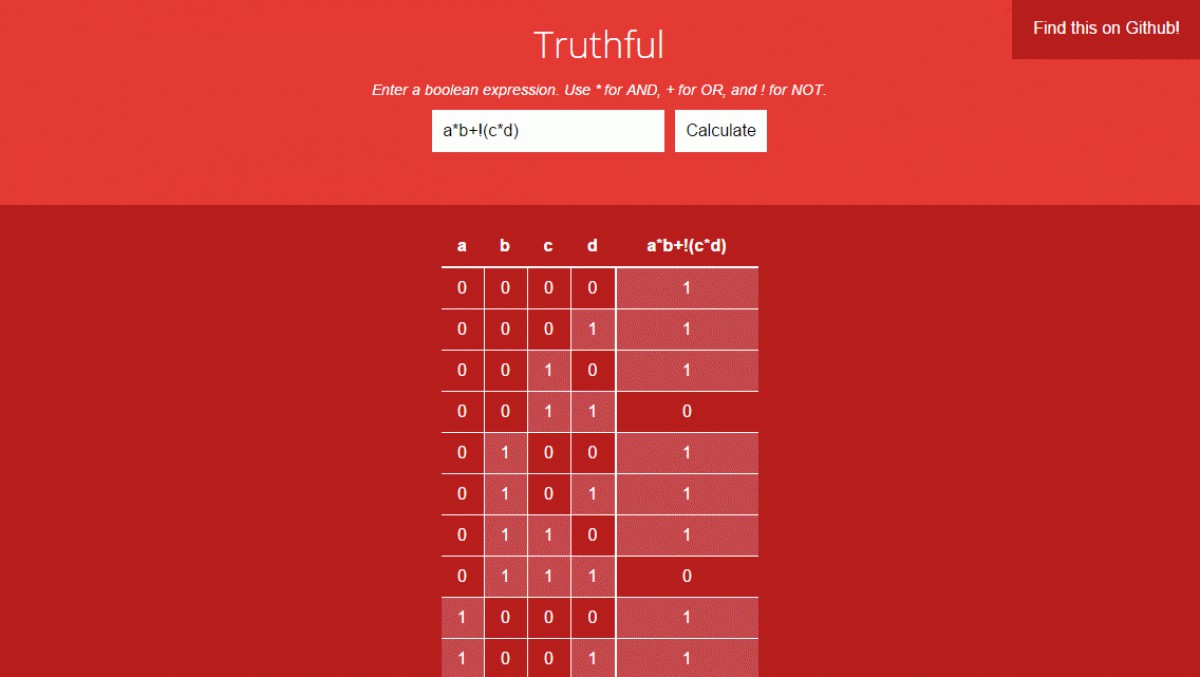 Find this on Github!
Truthful
Enter a boolean expression. Use * for AND, + for OR, and ! for NOT.
a*b+!(c*d) Calculate
a b c d a*b+!(c*d)
0 0 0 0 1
0 0 0 1 1
0 0 1 0 1
0 0 1 1 0
0 1 0 0 1
0 1 0 1 1
0 1 1 0 1
0 1 1 1 0
1 0 0 0 1
1 0 0 1 1